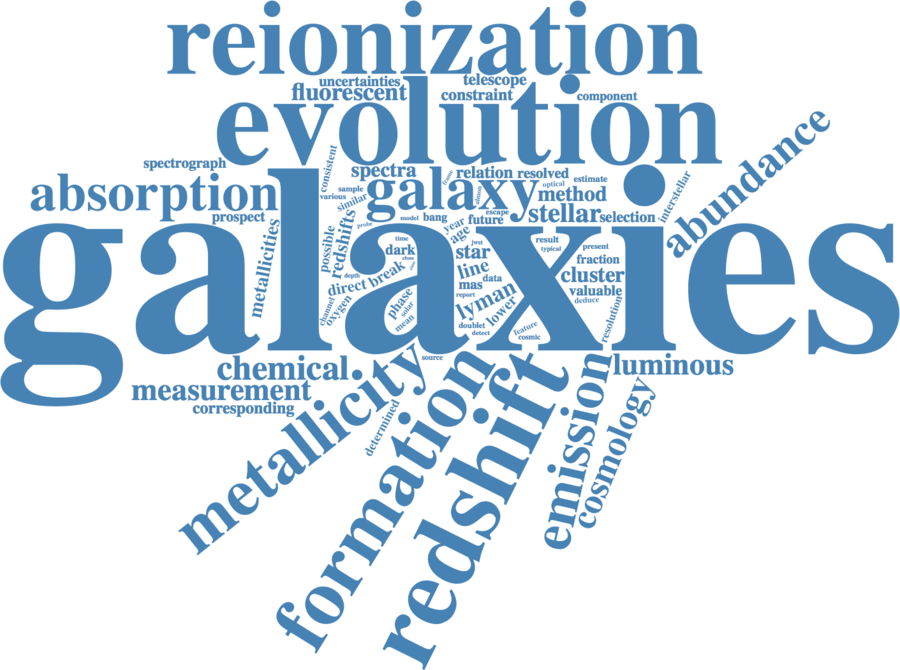 reionization
uncertainties
telescope
fluorescent
constraint
component
evolution
abundance
spectrograph
consistent
spectra
relation
resolved
optical
estimate
interstellar
absorption
sample
various
similar
galaxy
method
prospect
redshifts
probe
model
bang
year
future
escape
stellar
selection
metallicities
possible
time
dark
close
age
jwst
star
result
typical
present
fraction
galaxies
depth
direct
break
line
data
cluster
mas
valuable
report
deduce
channel
oxygen
phase
solar
mean
lyman
lower
doublet
detect
feature
cosmic
resolution
source
chemical
luminous
measurement
corresponding
metallicity
determined
formation
redshift
emission
cosmology